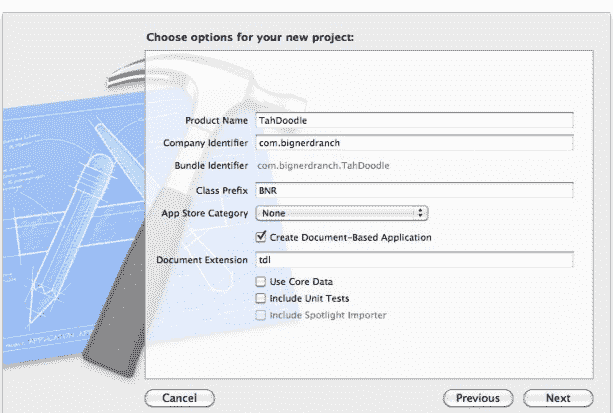 Choose options for your new project:
Product Name TahDoodle
Company Identifier com.bignerdranch
Bundle Identifier com.bignerdranch.TahDoodle
Class Prefix BNR
App Store Category None
Create Document-Based Application
Document Extension tdl
Use Core Data
Include Unit Tests
Include Spotlight Importer
Cancel Previous Next